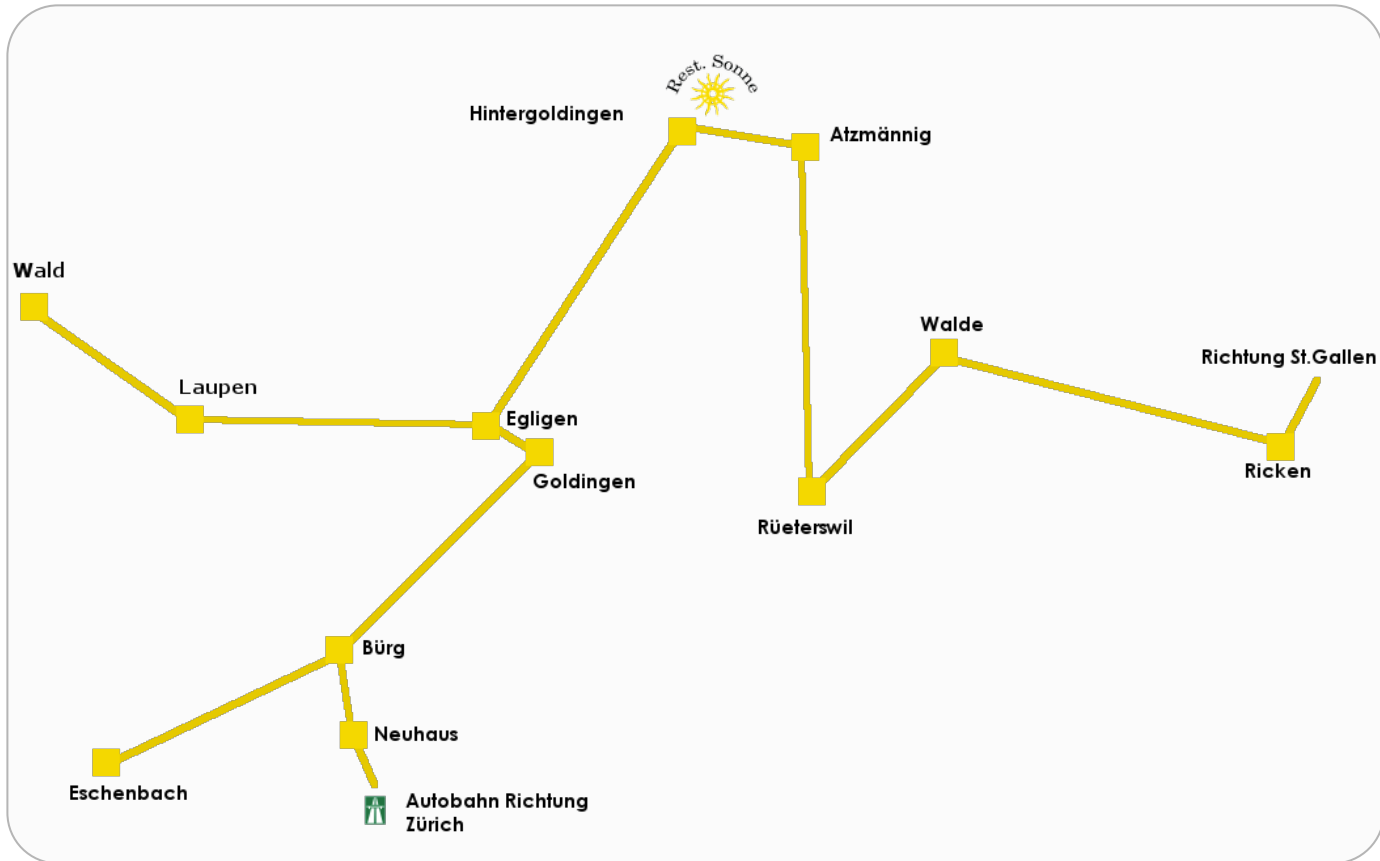 Rest. Sonne
Hintergoldingen
Atzmännig
Wald
Walde
Richtung St.Gallen
Laupen
Egligen
Ricken
Goldingen
Rüeterswil
Bürg
Neuhaus
Eschenbach
Autobahn Richtung
Zürich